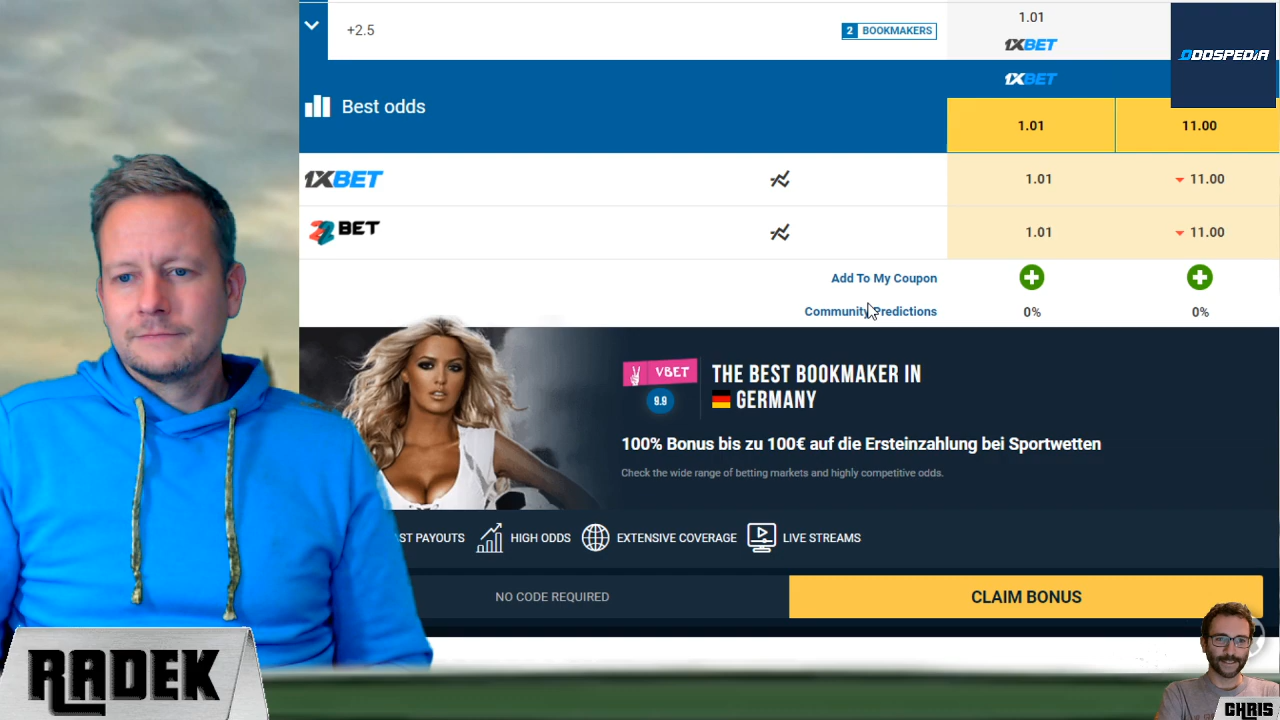 +2.5
2 BOOKMAKERS
1.01
1XBET
ODDSPEDIA
1XBET
Best odds
1.01
11.00
1XBET
1.01
11.00
22 BET
1.01
11.00
Add To My Coupon
Community Predictions
0%
0%
VBET
9.9
THE BEST BOOKMAKER IN
GERMANY
100% Bonus bis zu 100€ auf die Ersteinzahlung bei Sportwetten
Check the wide range of betting markets and highly competitive odds.
ST PAYOUTS
HIGH ODDS
EXTENSIVE COVERAGE
LIVE STREAMS
NO CODE REQUIRED
CLAIM BONUS
RADEK
CHRIS